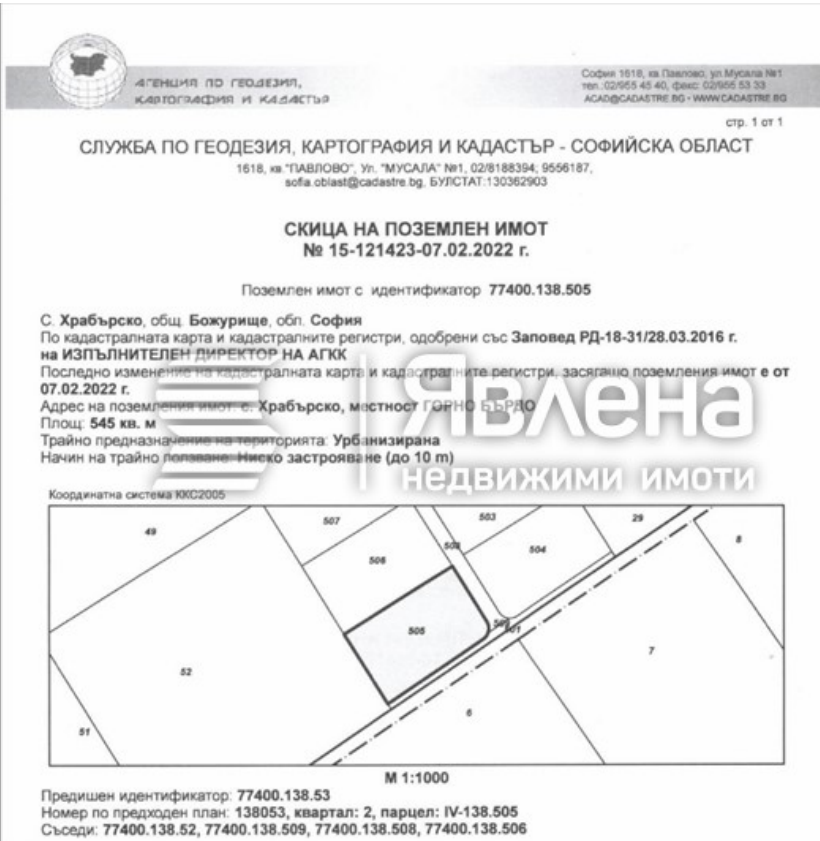 АГЕНЦИЯ ПО ГЕОДЕЗИЯ,
КАРТОГРАФИЯ И КАДАСТЪР
София 1618, кв.Павлово, ул.Мусала №1
тел.:02/955 45 40, факс: 02/955 53 33
ACAD@CADASTRE.BG • WWW.CADASTRE.BG
стр. 1 от 1
СЛУЖБА ПО ГЕОДЕЗИЯ, КАРТОГРАФИЯ И КАДАСТЪР - СОФИЙСКА ОБЛАСТ
1618, кв."ПАВЛОВО", Ул. "МУСАЛА" №1, 02/8188394; 9556187,
sofia.oblast@cadastre.bg, БУЛСТАТ:130362903
СКИЦА НА ПОЗЕМЛЕН ИМОТ
№ 15-121423-07.02.2022 г.
Поземлен имот с идентификатор 77400.138.505
С. Храбърско, общ. Божурище, обл. София
По кадастралната карта и кадастралните регистри, одобрени със Заповед РД-18-31/28.03.2016 г.
на ИЗПЪЛНИТЕЛЕН ДИРЕКТОР НА АГКК
Последно изменение на кадастралната карта и кадастралните регистри, засягащо поземления имот е от
07.02.2022 г.
Адрес на поземления имот: с. Храбърско, местност ГОРНО БЪРДО
Площ: 545 кв. м
Трайно предназначение на територията: Урбанизирана
Начин на трайно ползване: Ниско застрояване (до 10 m)
Явлена
недвижими имоти
Координатна система ККС2005
49
507
503
29
8
508
504
506
505
509
501
52
7
6
51
М 1:1000
Предишен идентификатор: 77400.138.53
Номер по предходен план: 138053, квартал: 2, парцел: IV-138.505
Съседи: 77400.138.52, 77400.138.509, 77400.138.508, 77400.138.506